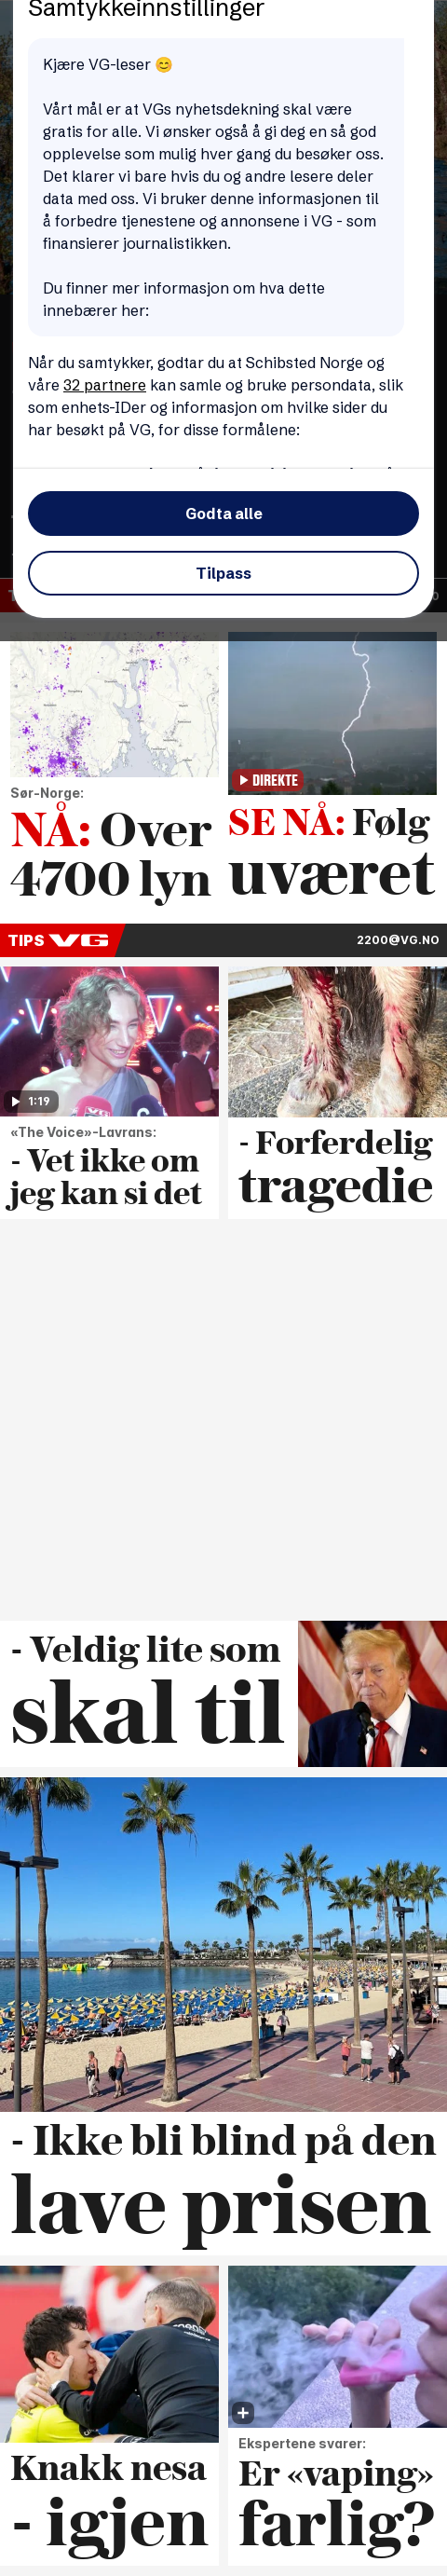 Samtykkeinnstillinger
Kjære VG-leser 😊
Vårt mål er at VGs nyhetsdekning skal være
gratis for alle. Vi ønsker også å gi deg en så god
opplevelse som mulig hver gang du besøker oss.
Det klarer vi bare hvis du og andre lesere deler
data med oss. Vi bruker denne informasjonen til
å forbedre tjenestene og annonsene i VG - som
finansierer journalistikken.
Du finner mer informasjon om hva dette
innebærer her:
Når du samtykker, godtar du at Schibsted Norge og
våre 32 partnere kan samle og bruke persondata, slik
som enhets-IDer og informasjon om hvilke sider du
har besøkt på VG, for disse formålene:
Godta alle
Tilpass
Sør-Norge:
NÅ: Over
4700 lyn
DIREKTE
SE NÅ: Følg
uværet
TIPS VG
2200@VG.NO
1:19
«The Voice»-Lavrans:
- Vet ikke om
jeg kan si det
- Forferdelig
tragedie
- Veldig lite som
skal til
- Ikke bli blind på den
lave prisen
Knakk nesa
- igjen
Ekspertene svarer:
Er «vaping»
farlig?